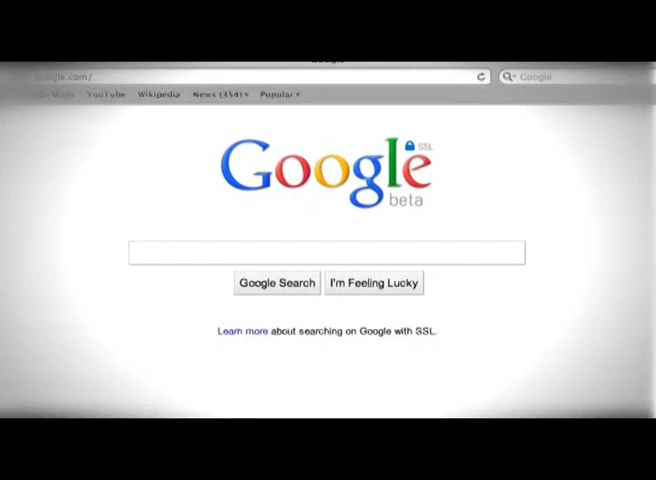 google.com/
Google
Google Maps YouTube Wikipedia News (354) Popular
Google SSL
beta
Google Search I'm Feeling Lucky
Learn more about searching on Google with SSL.